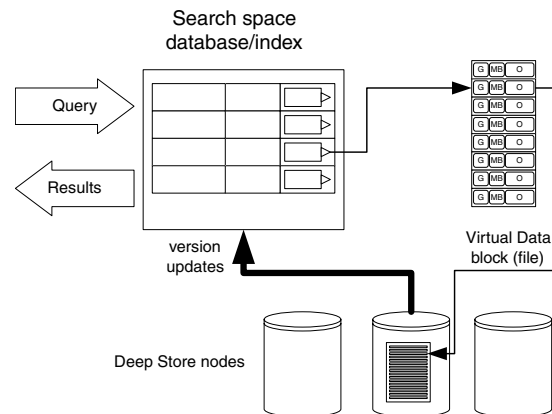 Search space
database/index
Query
Results
G MB O
G MB O
G MB O
G MB O
G MB O
G MB O
G MB O
G MB O
version
updates
Virtual Data
block (file)
Deep Store nodes